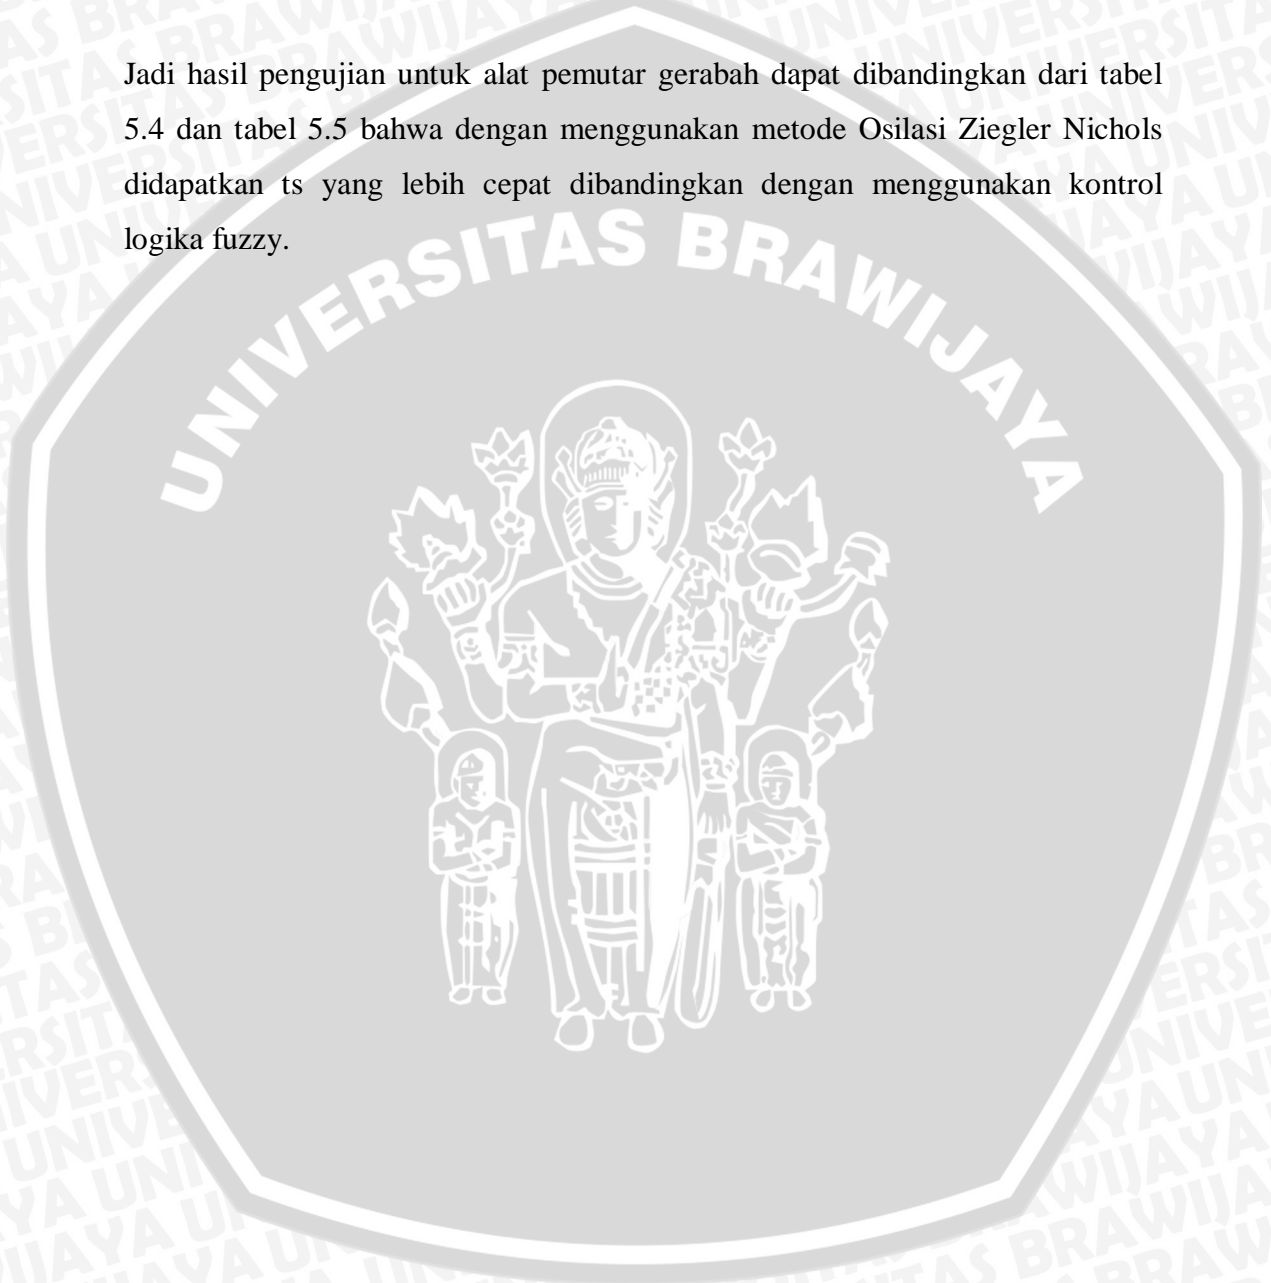 Jadi hasil pengujian untuk alat pemutar gerabah dapat dibandingkan dari tabel
5.4 dan tabel 5.5 bahwa dengan menggunakan metode Osilasi Ziegler Nichols
didapatkan ts yang lebih cepat dibandingkan dengan menggunakan kontrol
logika fuzzy.
UNIVERSITAS BRAWIJAYA